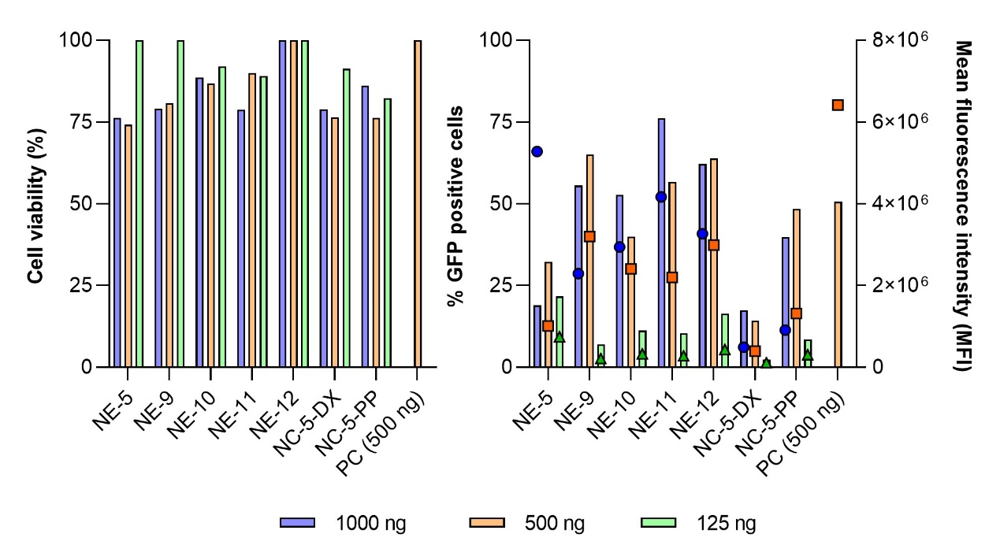 Cell viability (%)
100
75
50
25
0
NE-5
NE-9
NE-10
NE-11
NE-12
NC-5-DX
NC-5-PP
PC (500 ng)
% GFP positive cells
100
75
50
25
0
NE-5
NE-9
NE-10
NE-11
NE-12
NC-5-DX
NC-5-PP
PC (500 ng)
8×10⁶
6×10⁶
4×10⁶
2×10⁶
0
Mean fluorescence intensity (MFI)
1000 ng
500 ng
125 ng